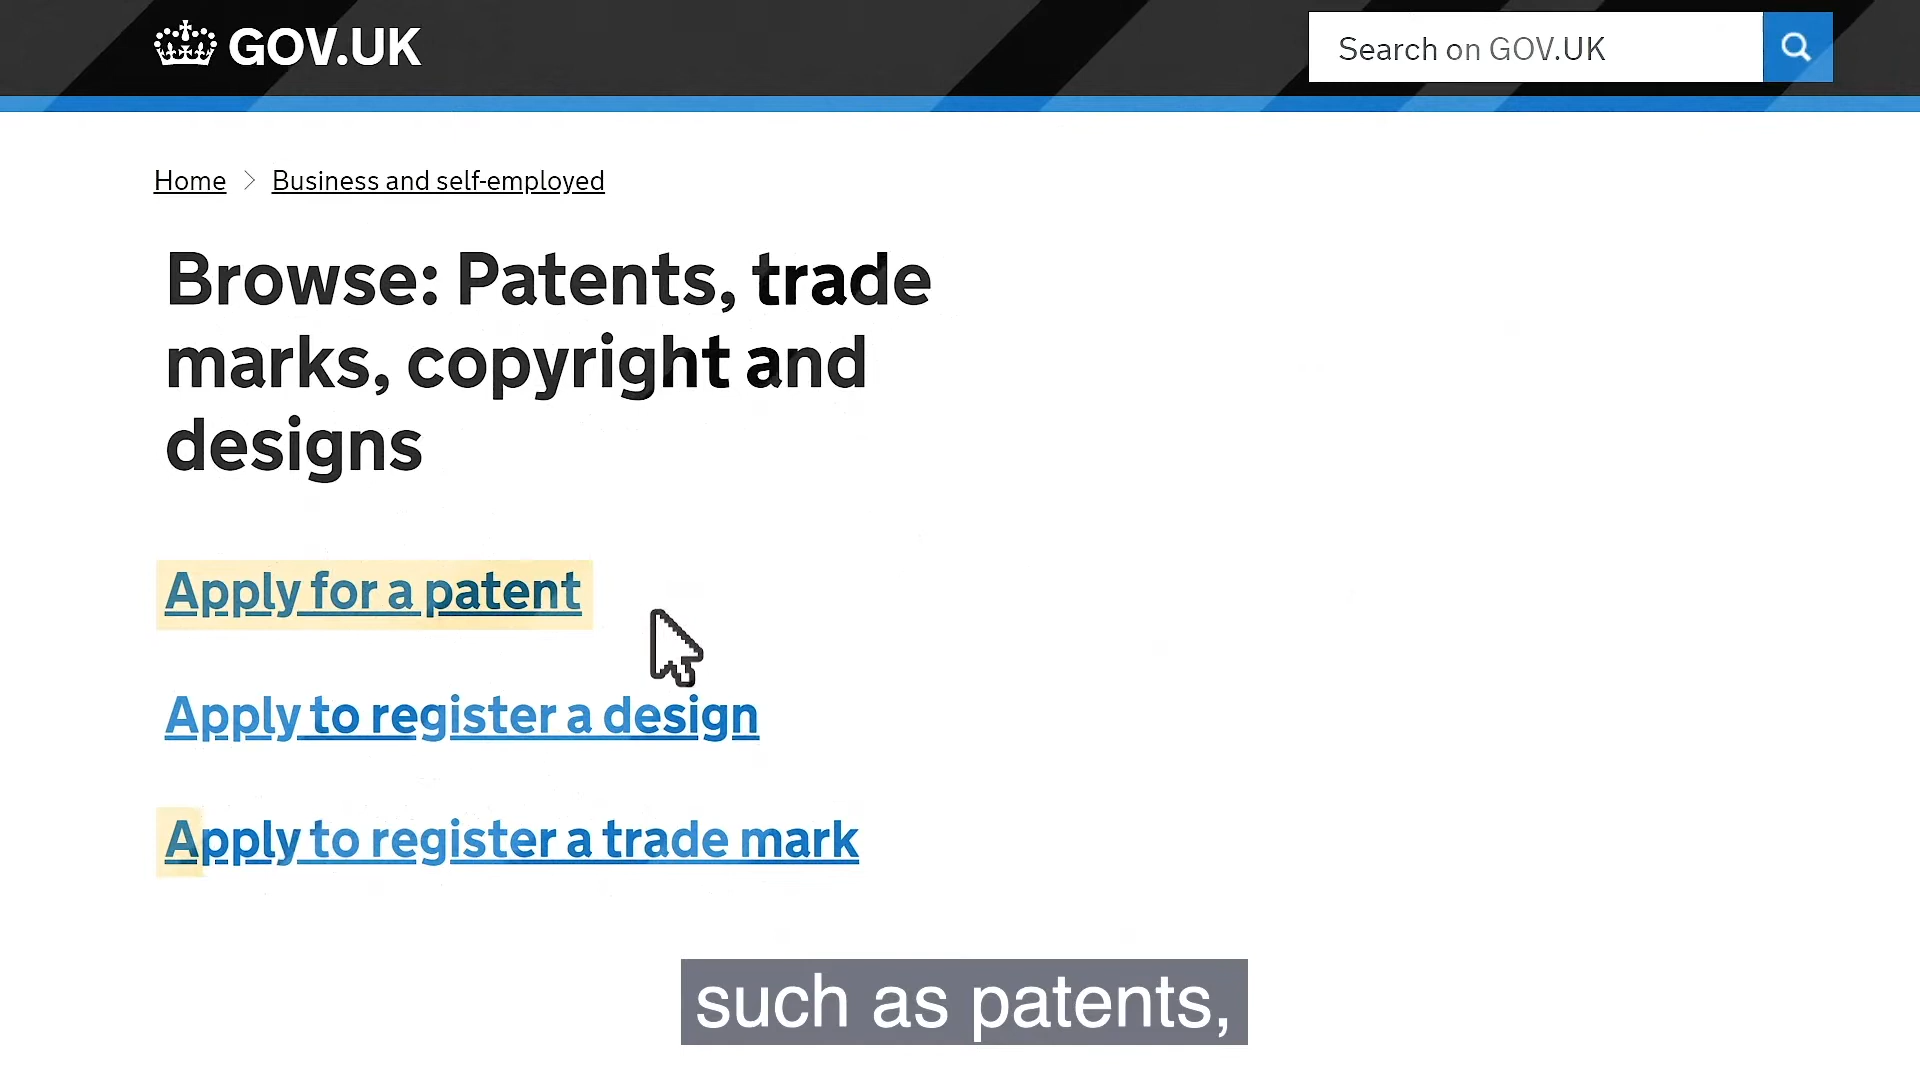 GOV.UK
Search on GOV.UK
Home > Business and self-employed
Browse: Patents, trade
marks, copyright and
designs
Apply for a patent
Apply to register a design
Apply to register a trade mark
such as patents,